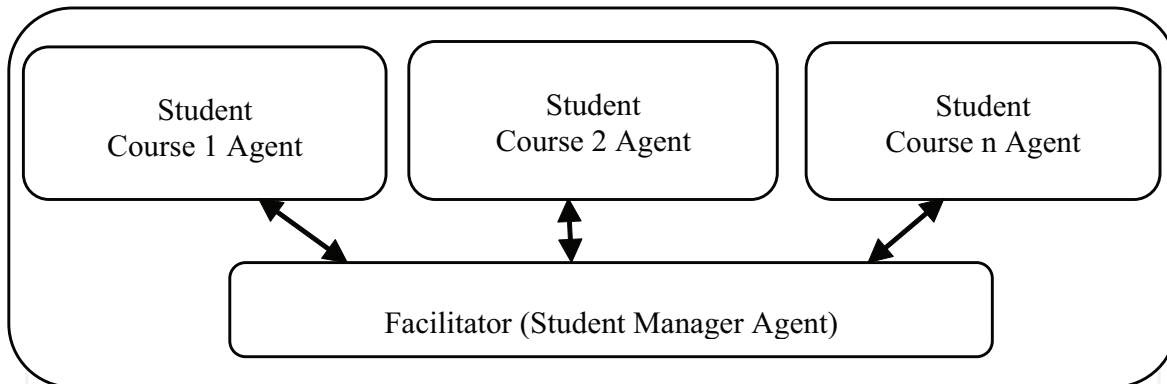 Student
Course 1 Agent
Student
Course 2 Agent
Student
Course n Agent
Facilitator (Student Manager Agent)